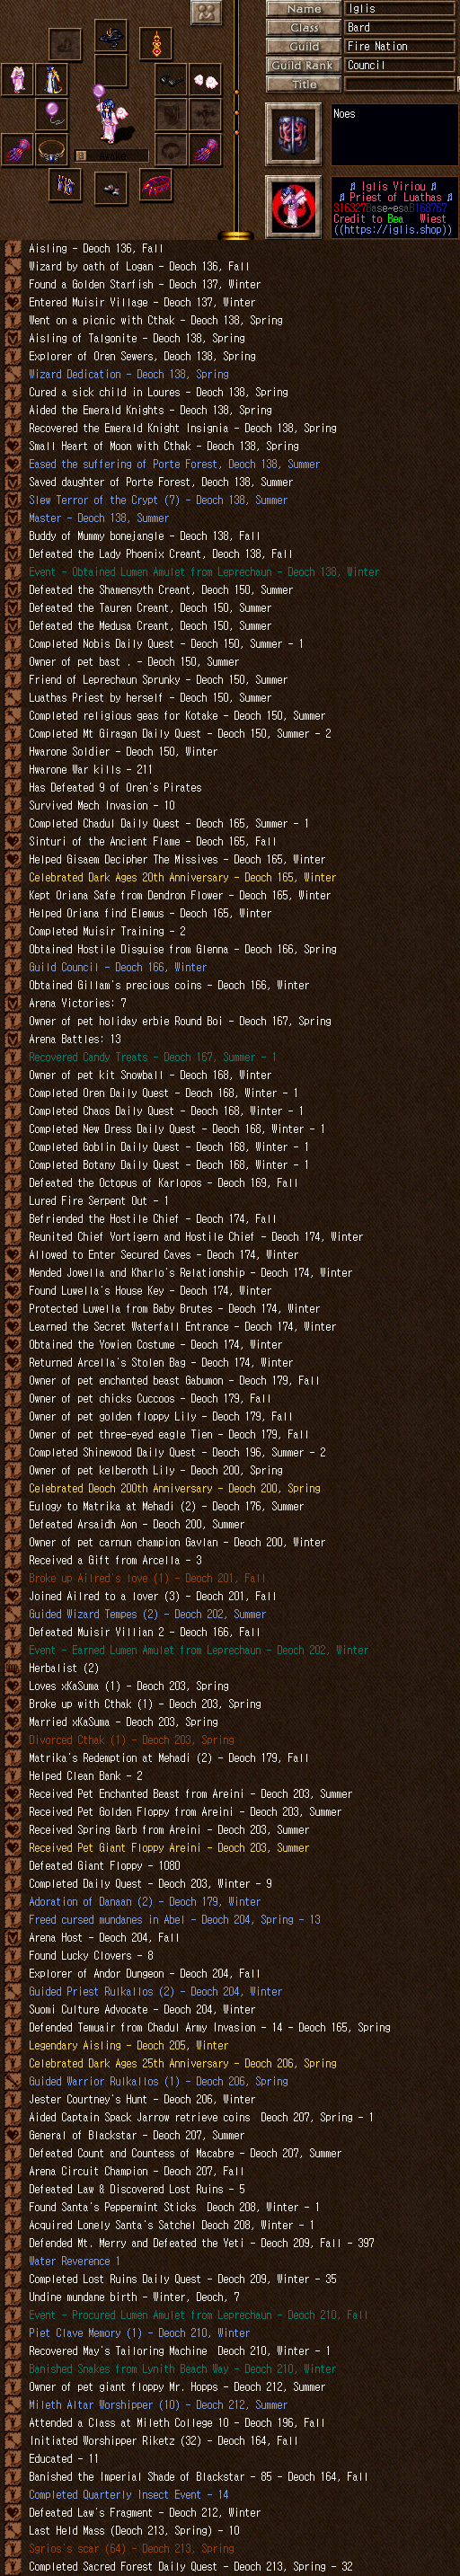 Name Iglis
Class Bard
Guild Fire Nation
Guild Rank Council
Title
Noes
Awake
♫ Iglis Viriou ♫
♫ Priest of Luathas ♫
Credit to Bea Wiest
((https://iglis.shop))
Aisling - Deoch 136, Fall
Wizard by oath of Logan - Deoch 136, Fall
Found a Golden Starfish - Deoch 137, Winter
Entered Muisir Village - Deoch 137, Winter
Went on a picnic with Cthak - Deoch 138, Spring
Aisling of Talgonite - Deoch 138, Spring
Explorer of Oren Sewers, Deoch 138, Spring
Wizard Dedication - Deoch 138, Spring
Cured a sick child in Loures - Deoch 138, Spring
Aided the Emerald Knights - Deoch 138, Spring
Recovered the Emerald Knight Insignia - Deoch 138, Spring
Small Heart of Moon with Cthak - Deoch 138, Spring
Eased the suffering of Porte Forest, Deoch 138, Summer
Saved daughter of Porte Forest, Deoch 138, Summer
Slew Terror of the Crypt (7) - Deoch 138, Summer
Master - Deoch 138, Summer
Buddy of Mummy bonejangle - Deoch 138, Fall
Defeated the Lady Phoenix Creant, Deoch 138, Fall
Event - Obtained Lumen Amulet from Leprechaun - Deoch 138, Winter
Defeated the Shamensyth Creant, Deoch 150, Summer
Defeated the Tauren Creant, Deoch 150, Summer
Defeated the Medusa Creant, Deoch 150, Summer
Completed Nobis Daily Quest - Deoch 150, Summer - 1
Owner of pet bast . - Deoch 150, Summer
Friend of Leprechaun Sprunky - Deoch 150, Summer
Luathas Priest by herself - Deoch 150, Summer
Completed religious geas for Kotake - Deoch 150, Summer
Completed Mt Giragan Daily Quest - Deoch 150, Summer - 2
Hwarone Soldier - Deoch 150, Winter
Hwarone War kills - 211
Has Defeated 9 of Oren's Pirates
Survived Mech Invasion - 10
Completed Chadul Daily Quest - Deoch 165, Summer - 1
Sinturi of the Ancient Flame - Deoch 165, Fall
Helped Gisaem Decipher The Missives - Deoch 165, Winter
Celebrated Dark Ages 20th Anniversary - Deoch 165, Winter
Kept Oriana Safe from Dendron Flower - Deoch 165, Winter
Helped Oriana find Elemus - Deoch 165, Winter
Completed Muisir Training - 2
Obtained Hostile Disguise from Glenna - Deoch 166, Spring
Guild Council - Deoch 166, Winter
Obtained Gillam's precious coins - Deoch 166, Winter
Arena Victories: 7
Owner of pet holiday erbie Round Boi - Deoch 167, Spring
Arena Battles: 13
Recovered Candy Treats - Deoch 167, Summer - 1
Owner of pet kit Snowball - Deoch 168, Winter
Completed Oren Daily Quest - Deoch 168, Winter - 1
Completed Chaos Daily Quest - Deoch 168, Winter - 1
Completed New Dress Daily Quest - Deoch 168, Winter - 1
Completed Goblin Daily Quest - Deoch 168, Winter - 1
Completed Botany Daily Quest - Deoch 168, Winter - 1
Defeated the Octopus of Karlopos - Deoch 169, Fall
Lured Fire Serpent Out - 1
Befriended the Hostile Chief - Deoch 174, Fall
Reunited Chief Vortigern and Hostile Chief - Deoch 174, Winter
Allowed to Enter Secured Caves - Deoch 174, Winter
Mended Jowella and Kharlo's Relationship - Deoch 174, Winter
Found Luwella's House Key - Deoch 174, Winter
Protected Luwella from Baby Brutes - Deoch 174, Winter
Learned the Secret Waterfall Entrance - Deoch 174, Winter
Obtained the Yowien Costume - Deoch 174, Winter
Returned Arcella's Stolen Bag - Deoch 174, Winter
Owner of pet enchanted beast Gabumon - Deoch 179, Fall
Owner of pet chicks Cuccoos - Deoch 179, Fall
Owner of pet golden floppy Lily - Deoch 179, Fall
Owner of pet three-eyed eagle Tien - Deoch 179, Fall
Completed Shinewood Daily Quest - Deoch 196, Summer - 2
Owner of pet kelberoth Lily - Deoch 200, Spring
Celebrated Deoch 200th Anniversary - Deoch 200, Spring
Eulogy to Matrika at Mehadi (2) - Deoch 176, Summer
Defeated Arsaidh Aon - Deoch 200, Summer
Owner of pet carnun champion Gavlan - Deoch 200, Winter
Received a Gift from Arcella - 3
Broke up Ailred's love (1) - Deoch 201, Fall
Joined Ailred to a lover (3) - Deoch 201, Fall
Guided Wizard Tempes (2) - Deoch 202, Summer
Defeated Muisir Villian 2 - Deoch 166, Fall
Event - Earned Lumen Amulet from Leprechaun - Deoch 202, Winter
Herbalist (2)
Loves xKaSuma (1) - Deoch 203, Spring
Broke up with Cthak (1) - Deoch 203, Spring
Married xKaSuma - Deoch 203, Spring
Divorced Cthak (1) - Deoch 203, Spring
Matrika's Redemption at Mehadi (2) - Deoch 179, Fall
Helped Clean Bank - 2
Received Pet Enchanted Beast from Areini - Deoch 203, Summer
Received Pet Golden Floppy from Areini - Deoch 203, Summer
Received Spring Garb from Areini - Deoch 203, Summer
Received Pet Giant Floppy Areini - Deoch 203, Summer
Defeated Giant Floppy - 1080
Completed Daily Quest - Deoch 203, Winter - 9
Adoration of Danaan (2) - Deoch 179, Winter
Freed cursed mundanes in Abel - Deoch 204, Spring - 13
Arena Host - Deoch 204, Fall
Found Lucky Clovers - 8
Explorer of Andor Dungeon - Deoch 204, Fall
Guided Priest Rulkallos (2) - Deoch 204, Winter
Suomi Culture Advocate - Deoch 204, Winter
Defended Temuair from Chadul Army Invasion - 14 - Deoch 165, Spring
Legendary Aisling - Deoch 205, Winter
Celebrated Dark Ages 25th Anniversary - Deoch 206, Spring
Guided Warrior Rulkallos (1) - Deoch 206, Spring
Jester Courtney's Hunt - Deoch 206, Winter
Aided Captain Spack Jarrow retrieve coins  Deoch 207, Spring - 1
General of Blackstar - Deoch 207, Summer
Defeated Count and Countess of Macabre - Deoch 207, Summer
Arena Circuit Champion - Deoch 207, Fall
Defeated Law & Discovered Lost Ruins - 5
Found Santa's Peppermint Sticks  Deoch 208, Winter - 1
Acquired Lonely Santa's Satchel Deoch 208, Winter - 1
Defended Mt. Merry and Defeated the Yeti - Deoch 209, Fall - 397
Water Reverence 1
Completed Lost Ruins Daily Quest - Deoch 209, Winter - 35
Undine mundane birth - Winter, Deoch, 7
Event - Procured Lumen Amulet from Leprechaun - Deoch 210, Fall
Piet Clave Memory (1) - Deoch 210, Winter
Recovered May's Tailoring Machine  Deoch 210, Winter - 1
Banished Snakes from Lynith Beach Way - Deoch 210, Winter
Owner of pet giant floppy Mr. Hopps - Deoch 212, Summer
Mileth Altar Worshipper (10) - Deoch 212, Summer
Attended a Class at Mileth College 10 - Deoch 196, Fall
Initiated Worshipper Riketz (32) - Deoch 164, Fall
Educated - 11
Banished the Imperial Shade of Blackstar - 85 - Deoch 164, Fall
Completed Quarterly Insect Event - 14
Defeated Law's Fragment - Deoch 212, Winter
Last Held Mass (Deoch 213, Spring) - 10
Sgrios's scar (64) - Deoch 213, Spring
Completed Sacred Forest Daily Quest - Deoch 213, Spring - 32